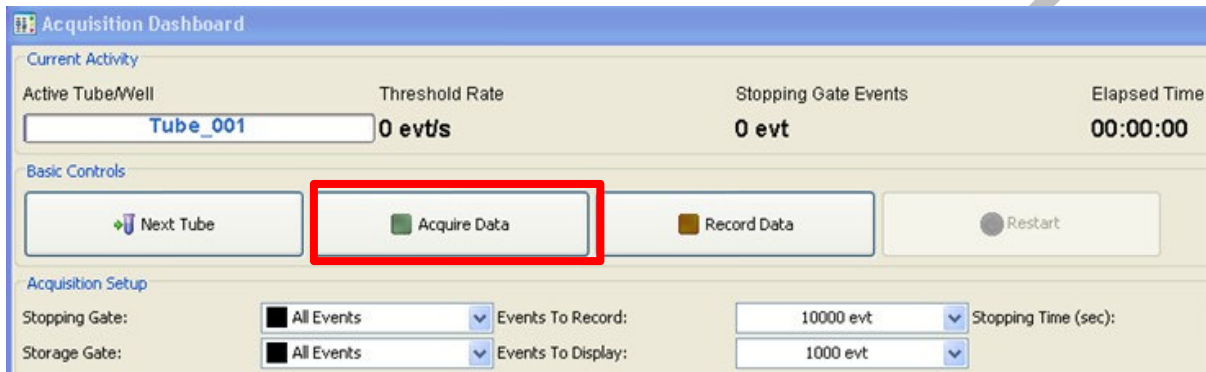 Acquisition Dashboard
Current Activity
Active Tube/Well Threshold Rate Stopping Gate Events Elapsed Time
Tube_001 0 evt/s 0 evt 00:00:00
Basic Controls
Next Tube Acquire Data Record Data Restart
Acquisition Setup
Stopping Gate: All Events Events To Record: 10000 evt Stopping Time (sec):
Storage Gate: All Events Events To Display: 1000 evt